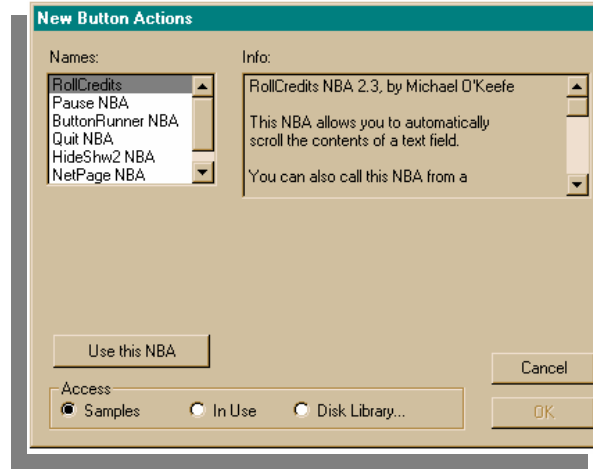 New Button Actions
Names:
Info:
RollCredits
Pause NBA
ButtonRunner NBA
Quit NBA
HideShw2 NBA
NetPage NBA
RollCredits NBA 2.3, by Michael O'Keefe
This NBA allows you to automatically
scroll the contents of a text field.
You can also call this NBA from a
Use this NBA
Cancel
Access
Samples
In Use
Disk Library...
OK